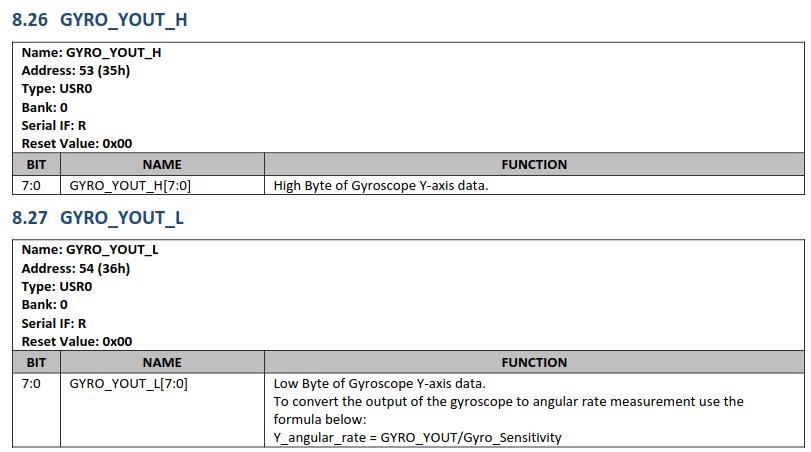 8.26 GYRO_YOUT_H
Name: GYRO_YOUT_H
Address: 53 (35h)
Type: USR0
Bank: 0
Serial IF: R
Reset Value: 0x00
BIT NAME FUNCTION
7:0 GYRO_YOUT_H[7:0] High Byte of Gyroscope Y-axis data.
8.27 GYRO_YOUT_L
Name: GYRO_YOUT_L
Address: 54 (36h)
Type: USR0
Bank: 0
Serial IF: R
Reset Value: 0x00
BIT NAME FUNCTION
7:0 GYRO_YOUT_L[7:0] Low Byte of Gyroscope Y-axis data.
To convert the output of the gyroscope to angular rate measurement use the
formula below:
Y_angular_rate = GYRO_YOUT/Gyro_Sensitivity